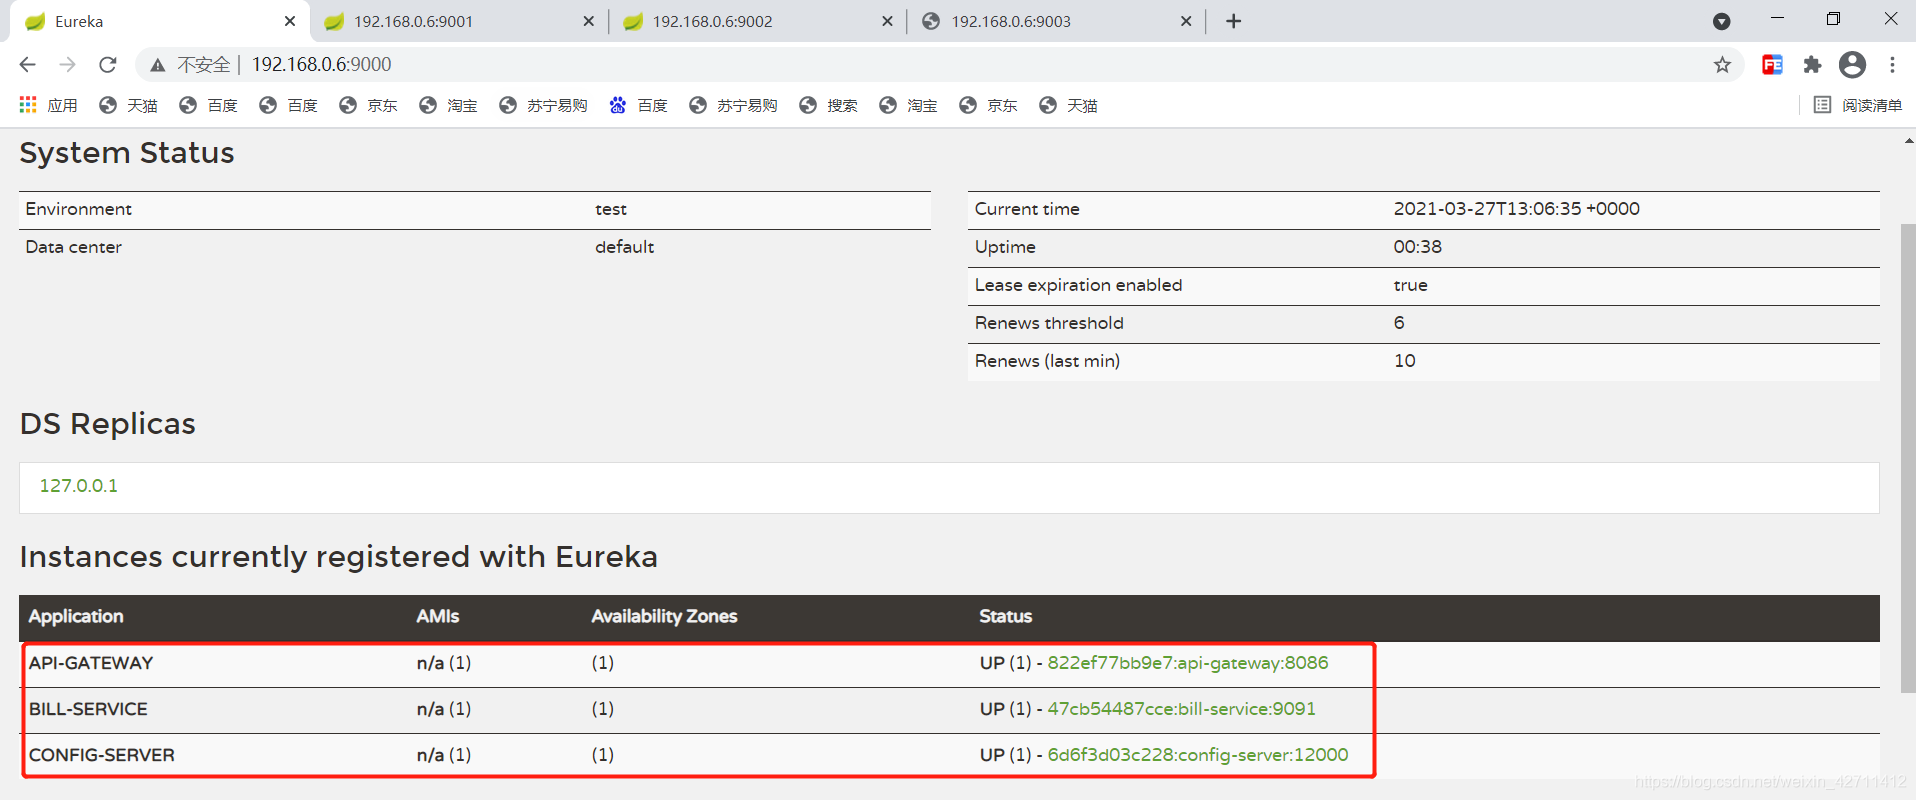 Eureka
192.168.0.6:9001
192.168.0.6:9002
192.168.0.6:9003
不安全 | 192.168.0.6:9000
FE
应用 天猫 百度 百度 京东 淘宝 苏宁易购 百度 苏宁易购 搜索 淘宝 京东 天猫 阅读清单
System Status
Environment test
Data center default
Current time 2021-03-27T13:06:35 +0000
Uptime 00:38
Lease expiration enabled true
Renews threshold 6
Renews (last min) 10
DS Replicas
127.0.0.1
Instances currently registered with Eureka
Application AMIs Availability Zones Status
API-GATEWAY n/a (1) (1) UP (1) - 822ef77bb9e7:api-gateway:8086
BILL-SERVICE n/a (1) (1) UP (1) - 47cb54487cce:bill-service:9091
CONFIG-SERVER n/a (1) (1) UP (1) - 6d6f3d03c228:config-server:12000
https://blog.csdn.net/weixin_42711412